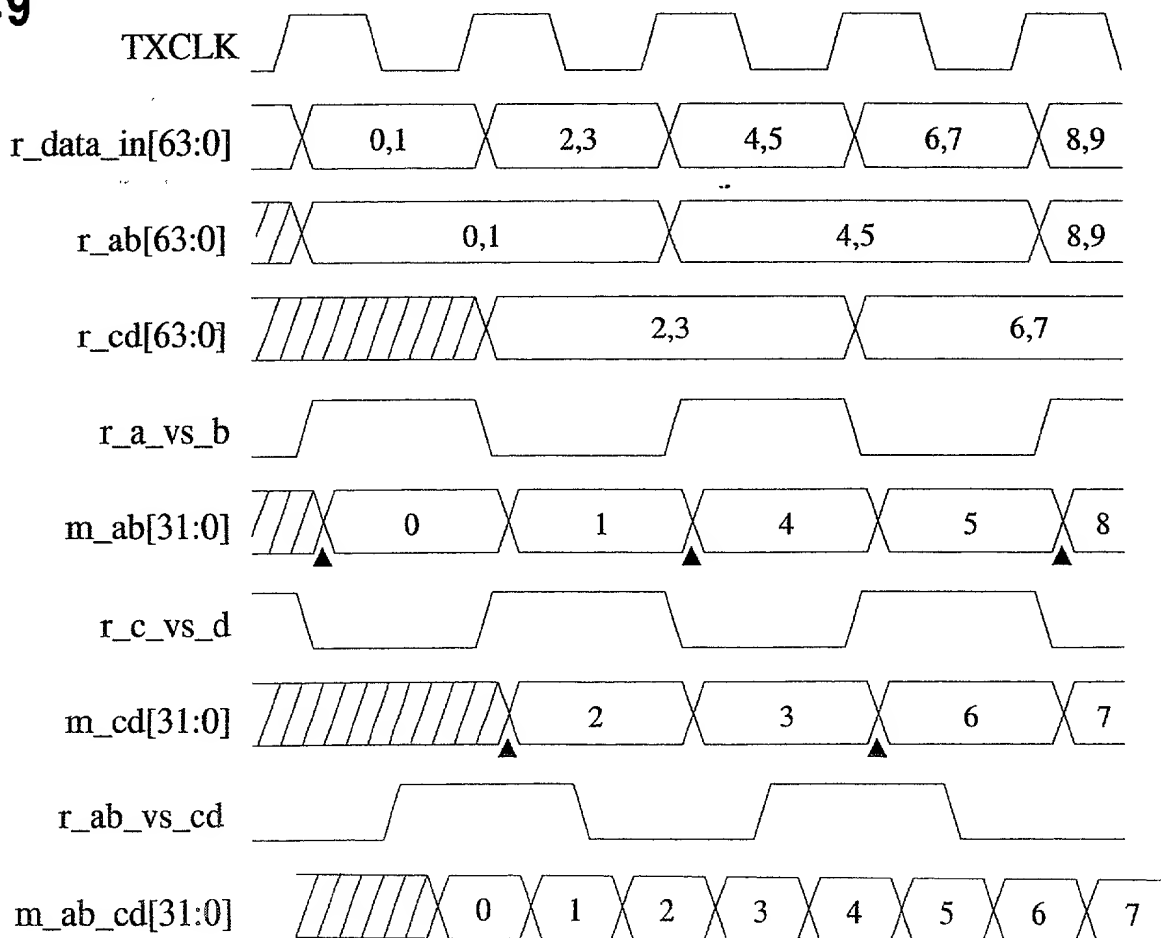 TXCLK
r_data_in[63:0] 0,1 2,3 4,5 6,7 8,9
r_ab[63:0] 0,1 4,5 8,9
r_cd[63:0] 2,3 6,7
r_a_vs_b
m_ab[31:0] 0 1 4 5 8
r_c_vs_d
m_cd[31:0] 2 3 6 7
r_ab_vs_cd
m_ab_cd[31:0] 0 1 2 3 4 5 6 7